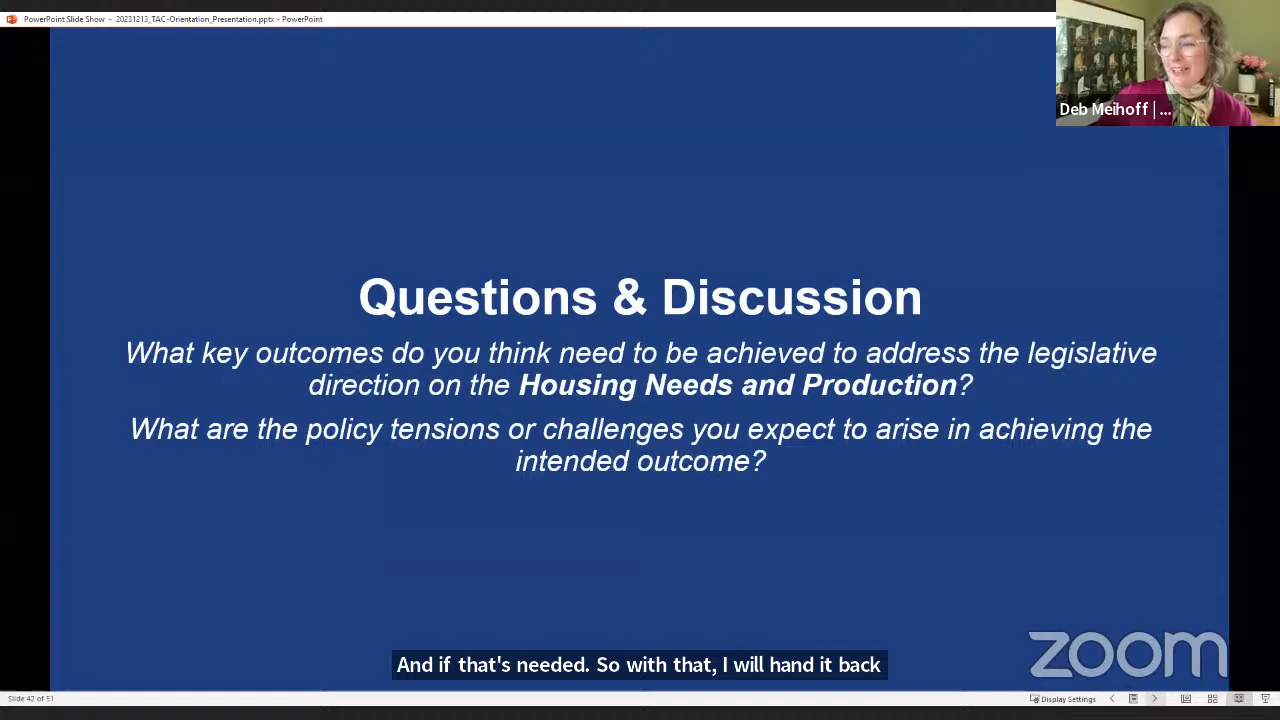 PowerPoint Slide Show - 20231213_TAC-Orientation_Presentation.pptx - PowerPoint
Deb Meihoff | ...
Questions & Discussion
What key outcomes do you think need to be achieved to address the legislative
direction on the Housing Needs and Production?
What are the policy tensions or challenges you expect to arise in achieving the
intended outcome?
And if that's needed. So with that, I will hand it back
zoom
Slide 42 of 51
Display Settings